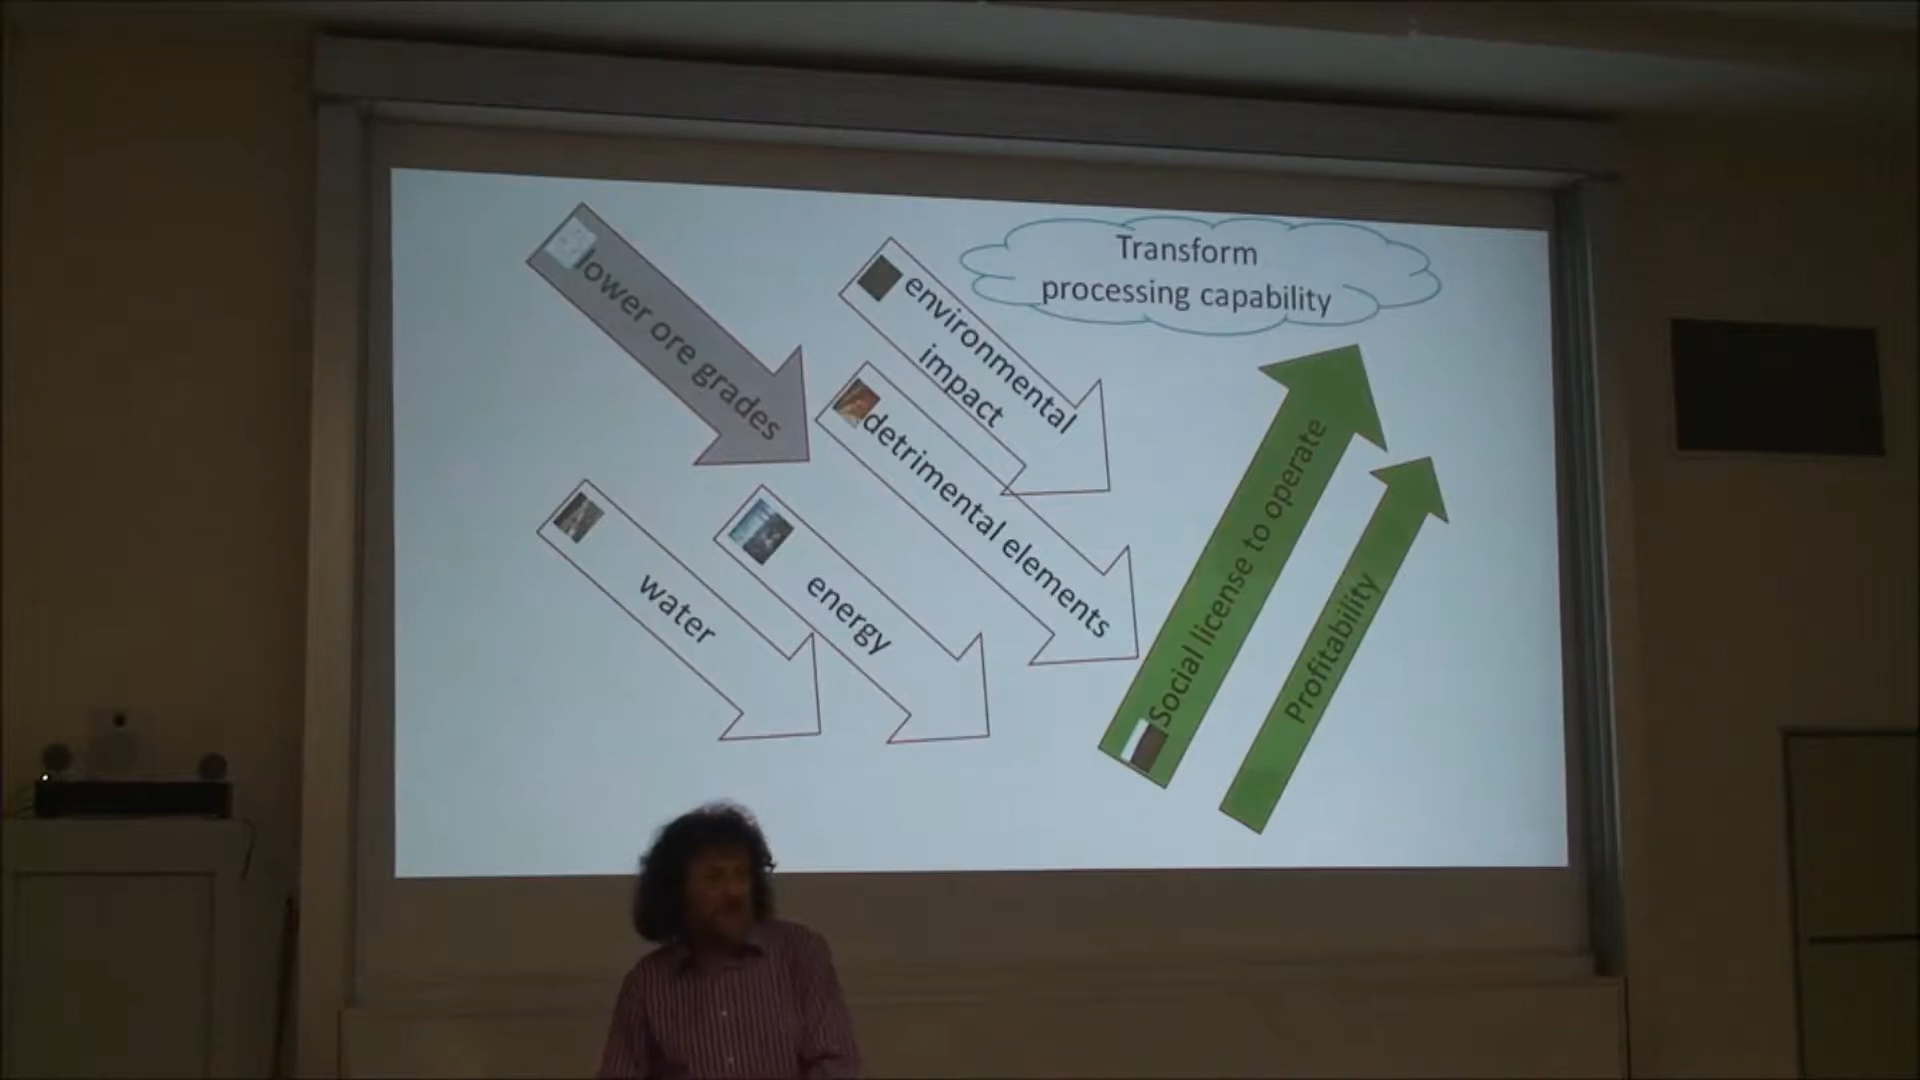 Transform
processing capability
lower ore grades
environmental
impact
detrimental elements
water
energy
Social license to operate
Profitability